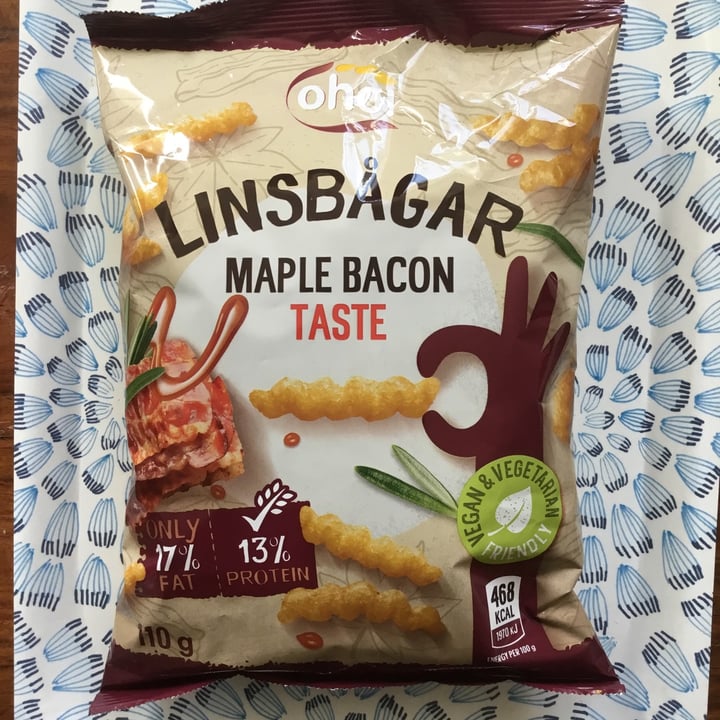 oho!
LINSBÅGAR
MAPLE BACON
TASTE
ONLY
17%
FAT
13%
PROTEIN
VEGAN & VEGETARIAN
FRIENDLY
468
KCAL
1970 KJ
ENERGY PER 100 g
110 g